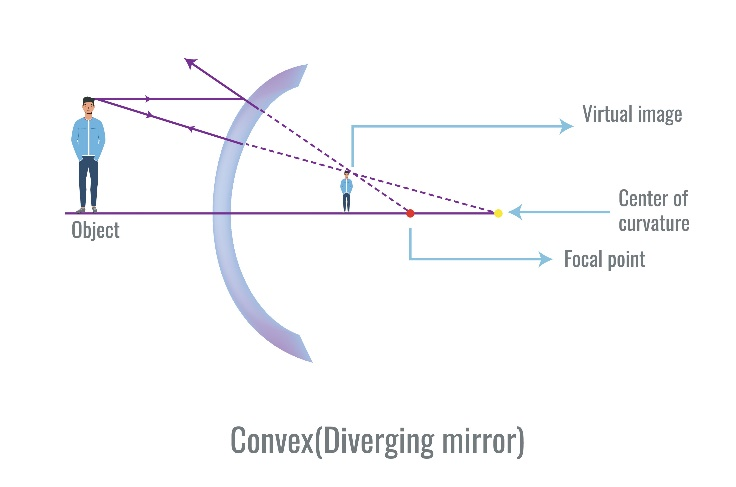 Virtual image
Center of
curvature
Object
Focal point
Convex(Diverging mirror)